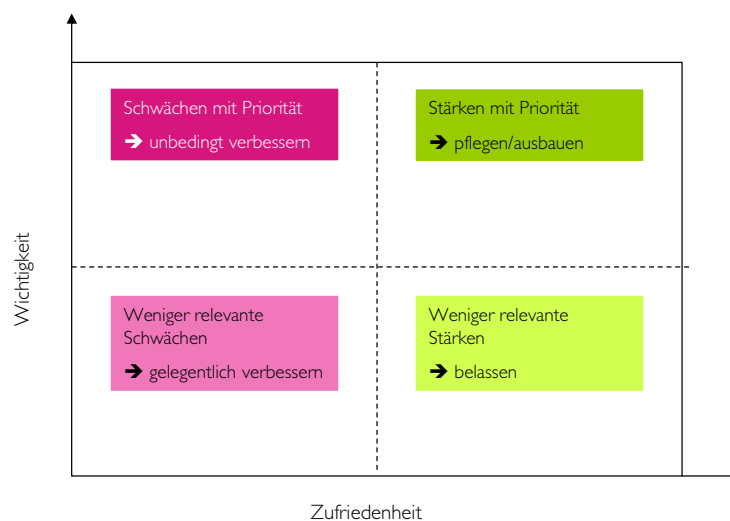 Schwächen mit Priorität
➔ unbedingt verbessern
Stärken mit Priorität
➔ pflegen/ausbauen
Wichtigkeit
Weniger relevante
Schwächen
➔ gelegentlich verbessern
Weniger relevante
Stärken
➔ belassen
Zufriedenheit